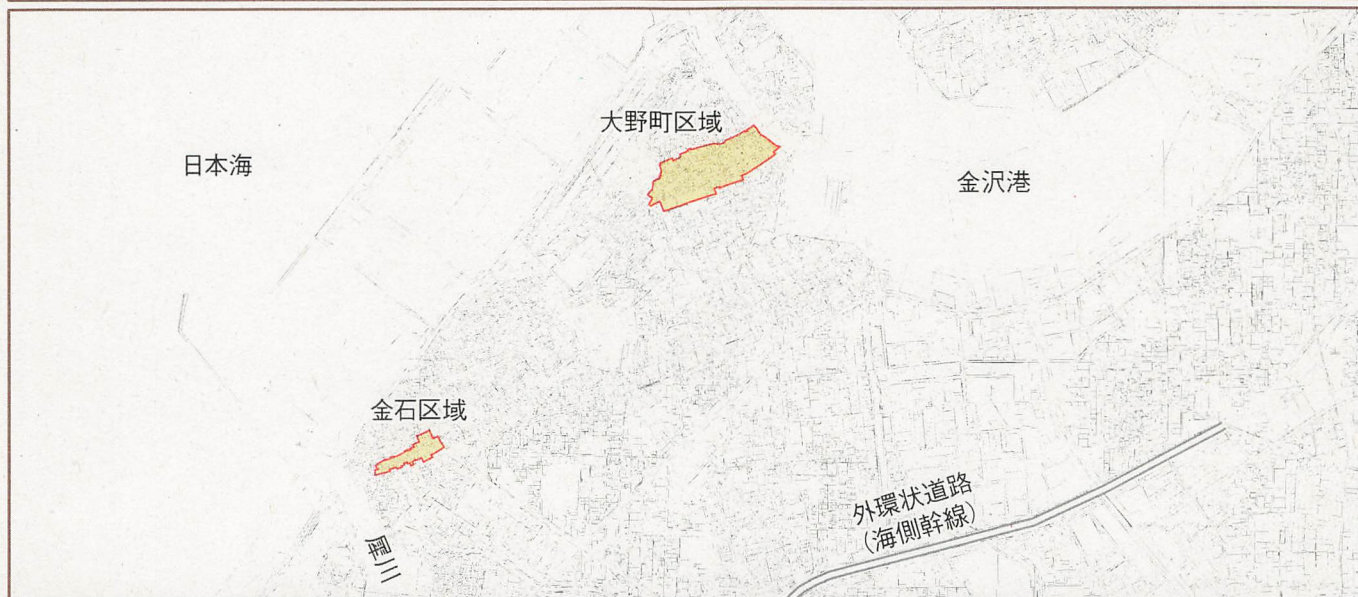 大野町区域
日本海
金沢港
金石区域
外環状道路
(海側幹線)
犀川